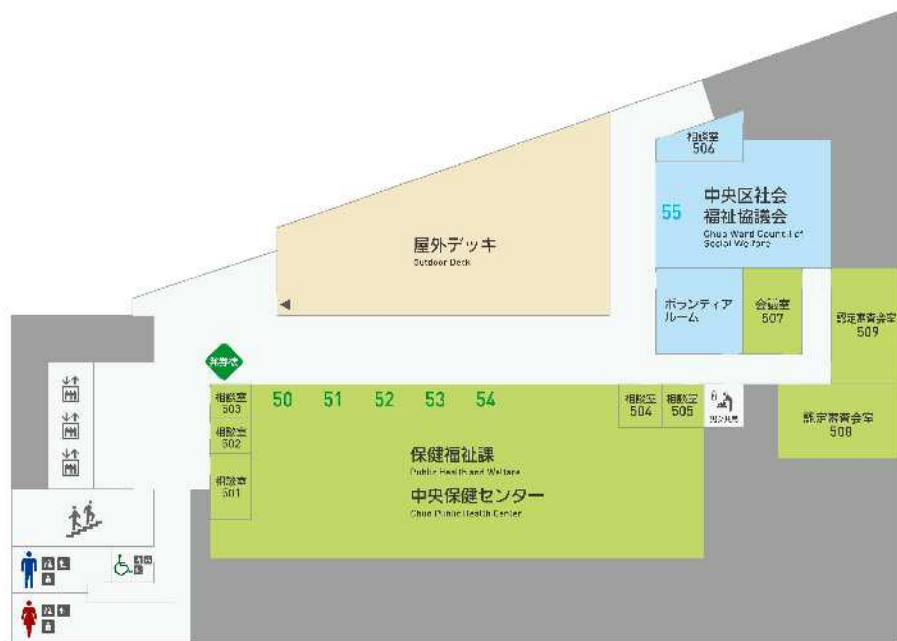 相談室
506
55
中央区社会
福祉協議会
Chuo Ward Council of
Social Welfare
屋外デッキ
Outdoor Deck
ボランティア
ルーム
会議室
507
認定審査会室
509
発券機
相談室
503
50
51
52
53
54
相談室
504
相談室
505
認定審査会室
508
相談室
502
相談室
501
保健福祉課
Public Health and Welfare
中央保健センター
Chuo Public Health Center